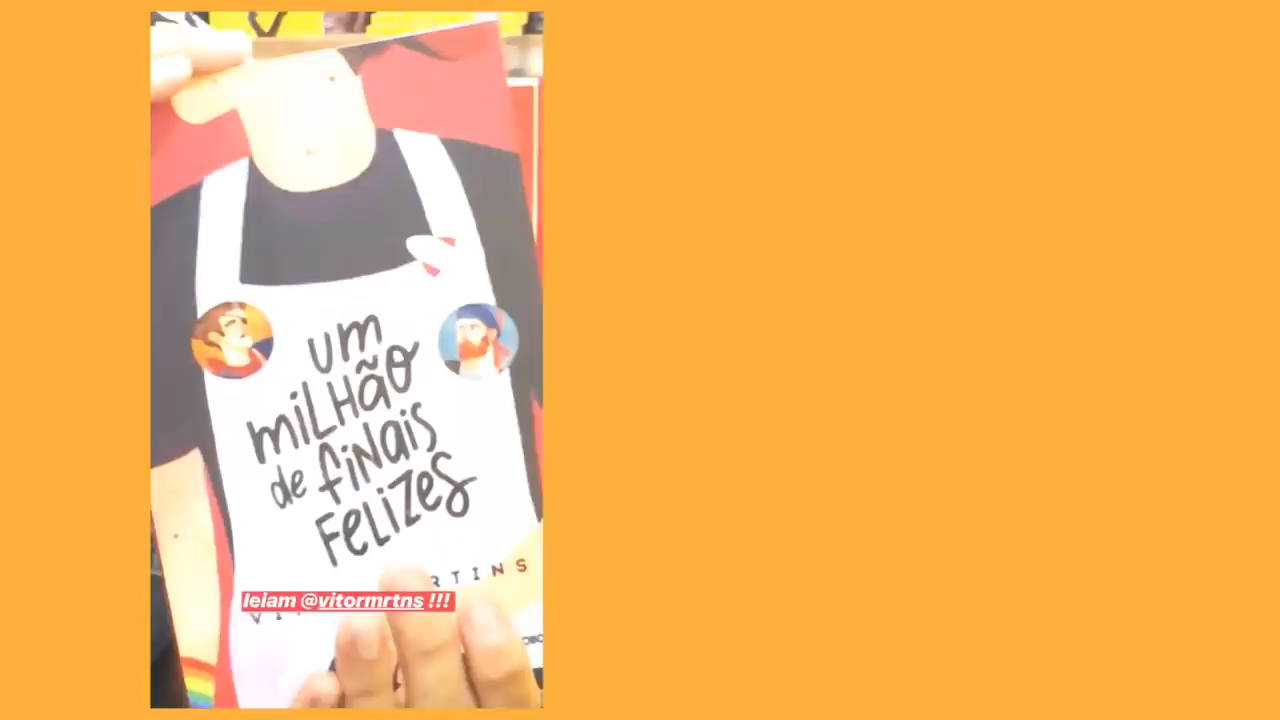 um
milhão
de finais
felizes
leiam @vitormrtns !!!